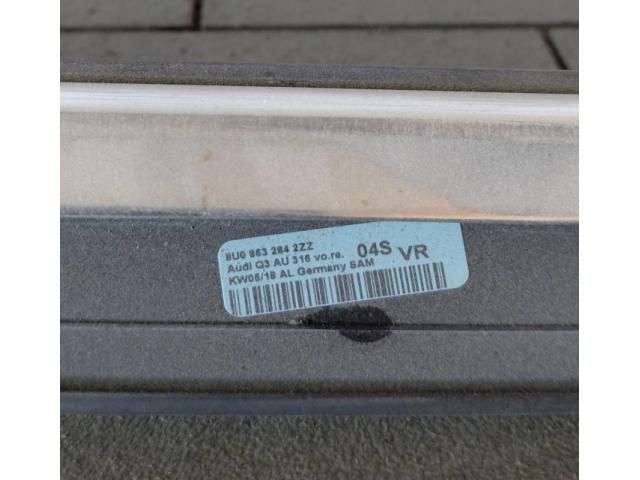 8U0 853 284 2ZZ
Audi Q3 AU 316 vo.re. 04S VR
KW06/18 AL Germany SAM